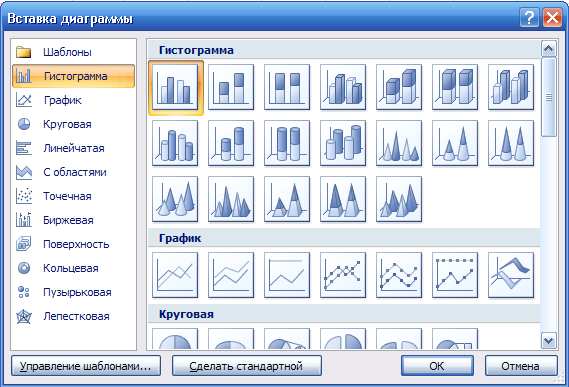 Вставка диаграммы
Шаблоны
Гистограмма
График
Круговая
Линейчатая
С областями
Точечная
Биржевая
Поверхность
Кольцевая
Пузырьковая
Лепестковая
Гистограмма
График
Круговая
Управление шаблонами...
Сделать стандартной
ОК
Отмена